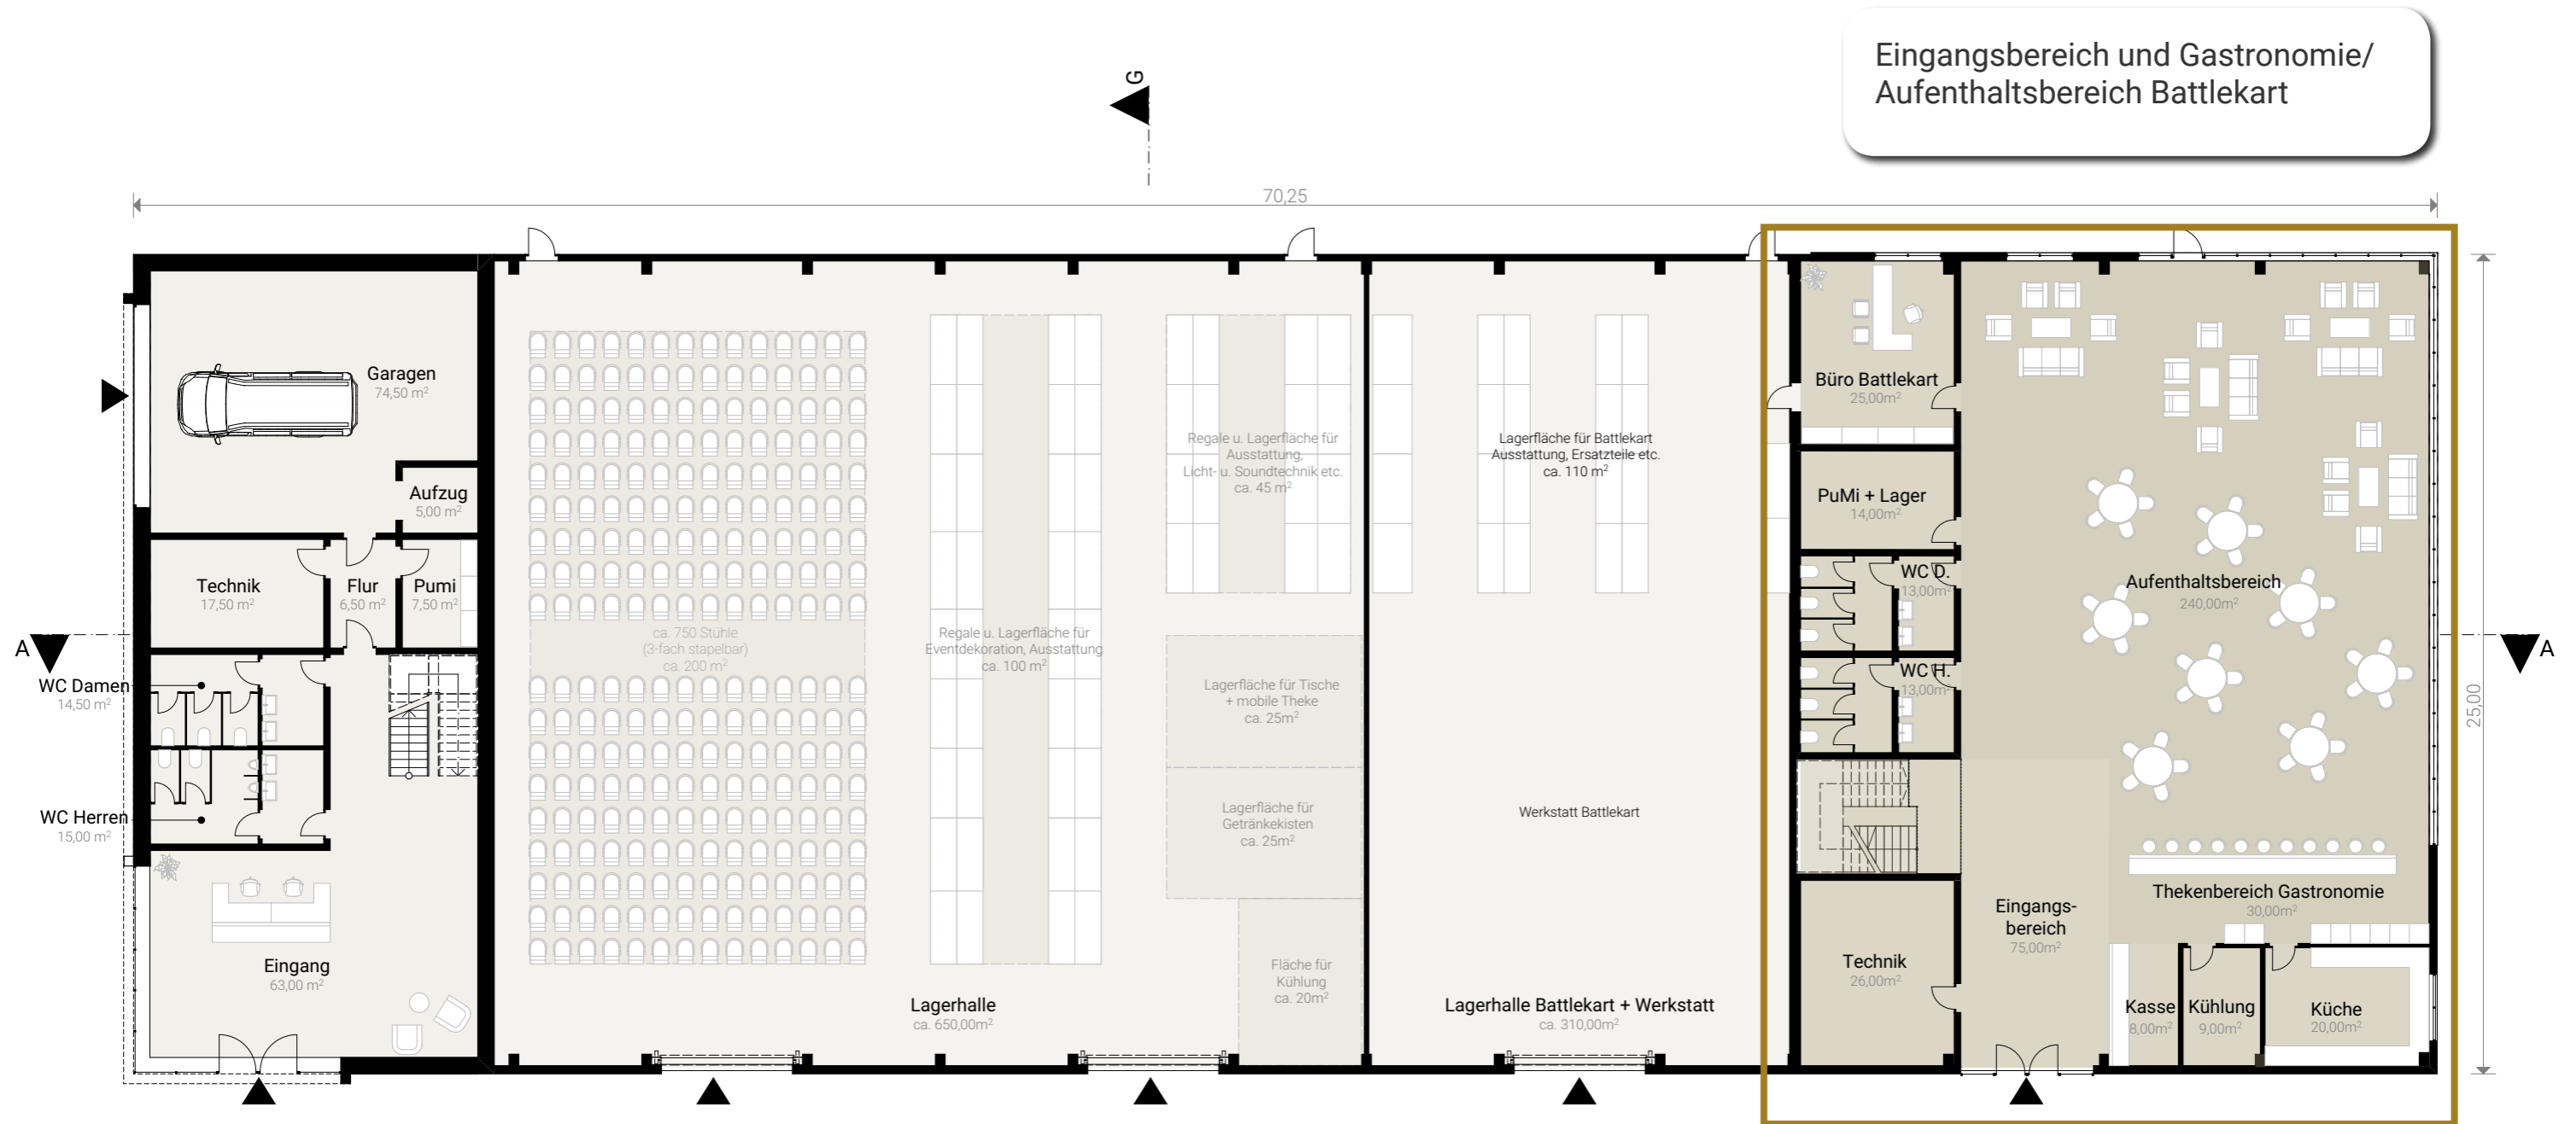 Eingangsbereich und Gastronomie/
Aufenthaltsbereich Battlekart
G
70,25
Garagen
74,50 m²
Aufzug
5,00 m²
Technik
17,50 m²
Flur
6,50 m²
Pumi
7,50 m²
A
WC Damen
14,50 m²
WC Herren
15,00 m²
Eingang
63,00 m²
ca. 750 Stühle
(3-fach stapelbar)
ca. 200 m²
Regale u. Lagerfläche für
Eventdekoration, Ausstattung
ca. 100 m²
Regale u. Lagerfläche für
Ausstattung,
Licht- u. Soundtechnik etc.
ca. 45 m²
Lagerfläche für Tische
+ mobile Theke
ca. 25m²
Lagerfläche für
Getränkekisten
ca. 25m²
Fläche für
Kühlung
ca. 20m²
Lagerhalle
ca. 650,00m²
Lagerfläche für Battlekart
Ausstattung, Ersatzteile etc.
ca. 110 m²
Werkstatt Battlekart
Lagerhalle Battlekart + Werkstatt
ca. 310,00m²
Büro Battlekart
25,00m²
PuMi + Lager
14,00m²
WC D.
13,00m²
WC H.
13,00m²
Technik
26,00m²
Eingangs-
bereich
75,00m²
Aufenthaltsbereich
240,00m²
Thekenbereich Gastronomie
30,00m²
Kasse
8,00m²
Kühlung
9,00m²
Küche
20,00m²
A
25,00